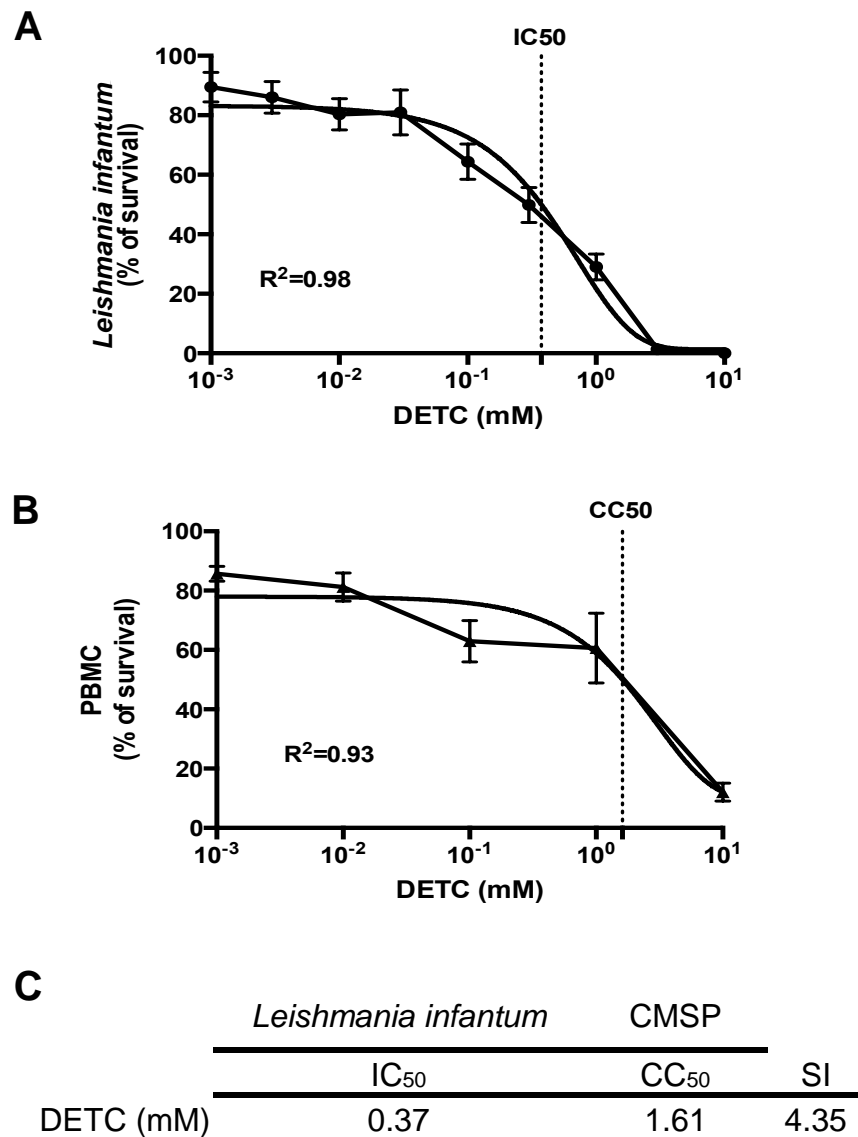 A
IC50
100
80
60
40
20
0
Leishmania infantum
(% of survival)
R²=0.98
10⁻³ 10⁻² 10⁻¹ 10⁰ 10¹
DETC (mM)
B
CC50
100
80
60
40
20
0
PBMC
(% of survival)
R²=0.93
10⁻³ 10⁻² 10⁻¹ 10⁰ 10¹
DETC (mM)
C
Leishmania infantum CMSP
IC₅₀ CC₅₀ SI
DETC (mM) 0.37 1.61 4.35